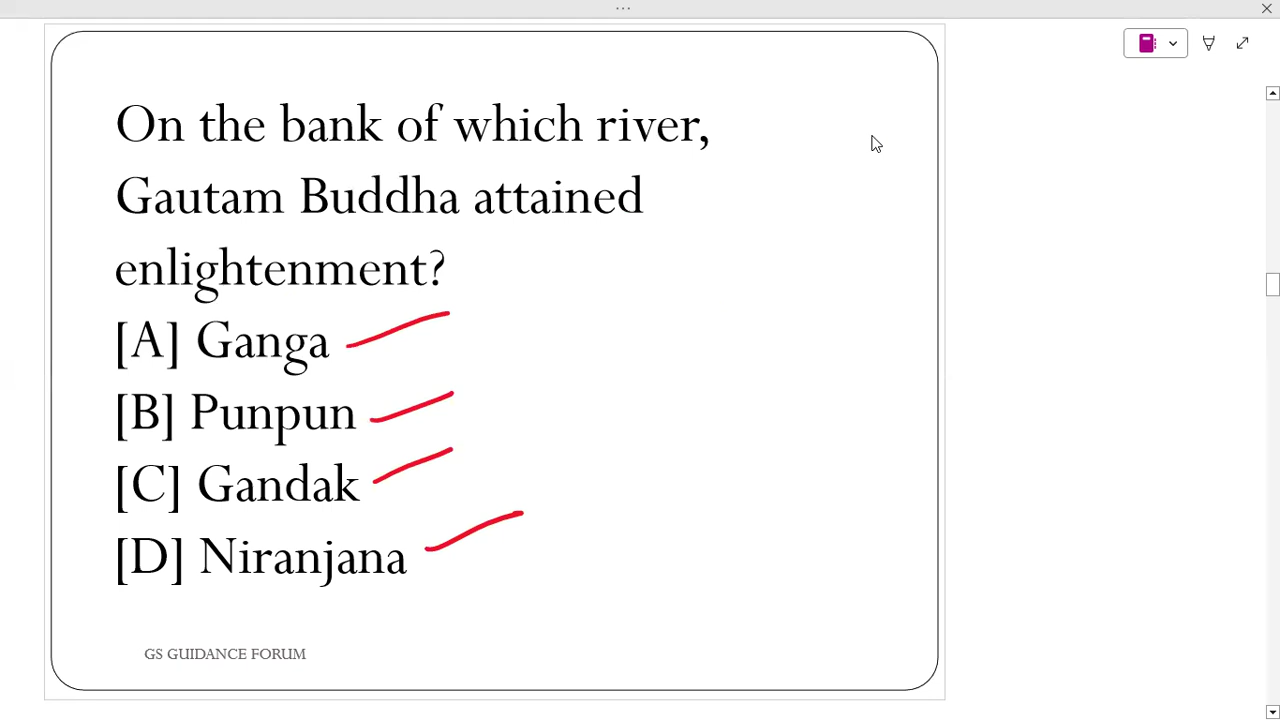 On the bank of which river,
Gautam Buddha attained
enlightenment?
[A] Ganga
[B] Punpun
[C] Gandak
[D] Niranjana
GS GUIDANCE FORUM